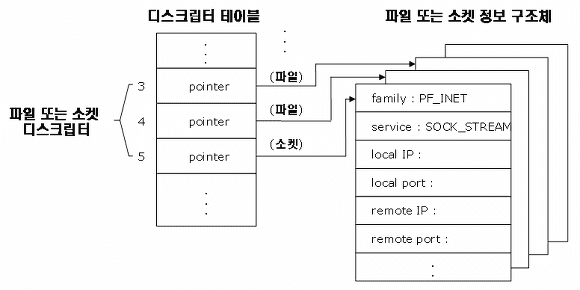 디스크립터 테이블
파일 또는 소켓 정보 구조체
파일 또는 소켓
디스크립터
3
pointer
(파일)
4
pointer
(파일)
5
pointer
(소켓)
family : PF_INET
service : SOCK_STREAM
local IP :
local port :
remote IP :
remote port :